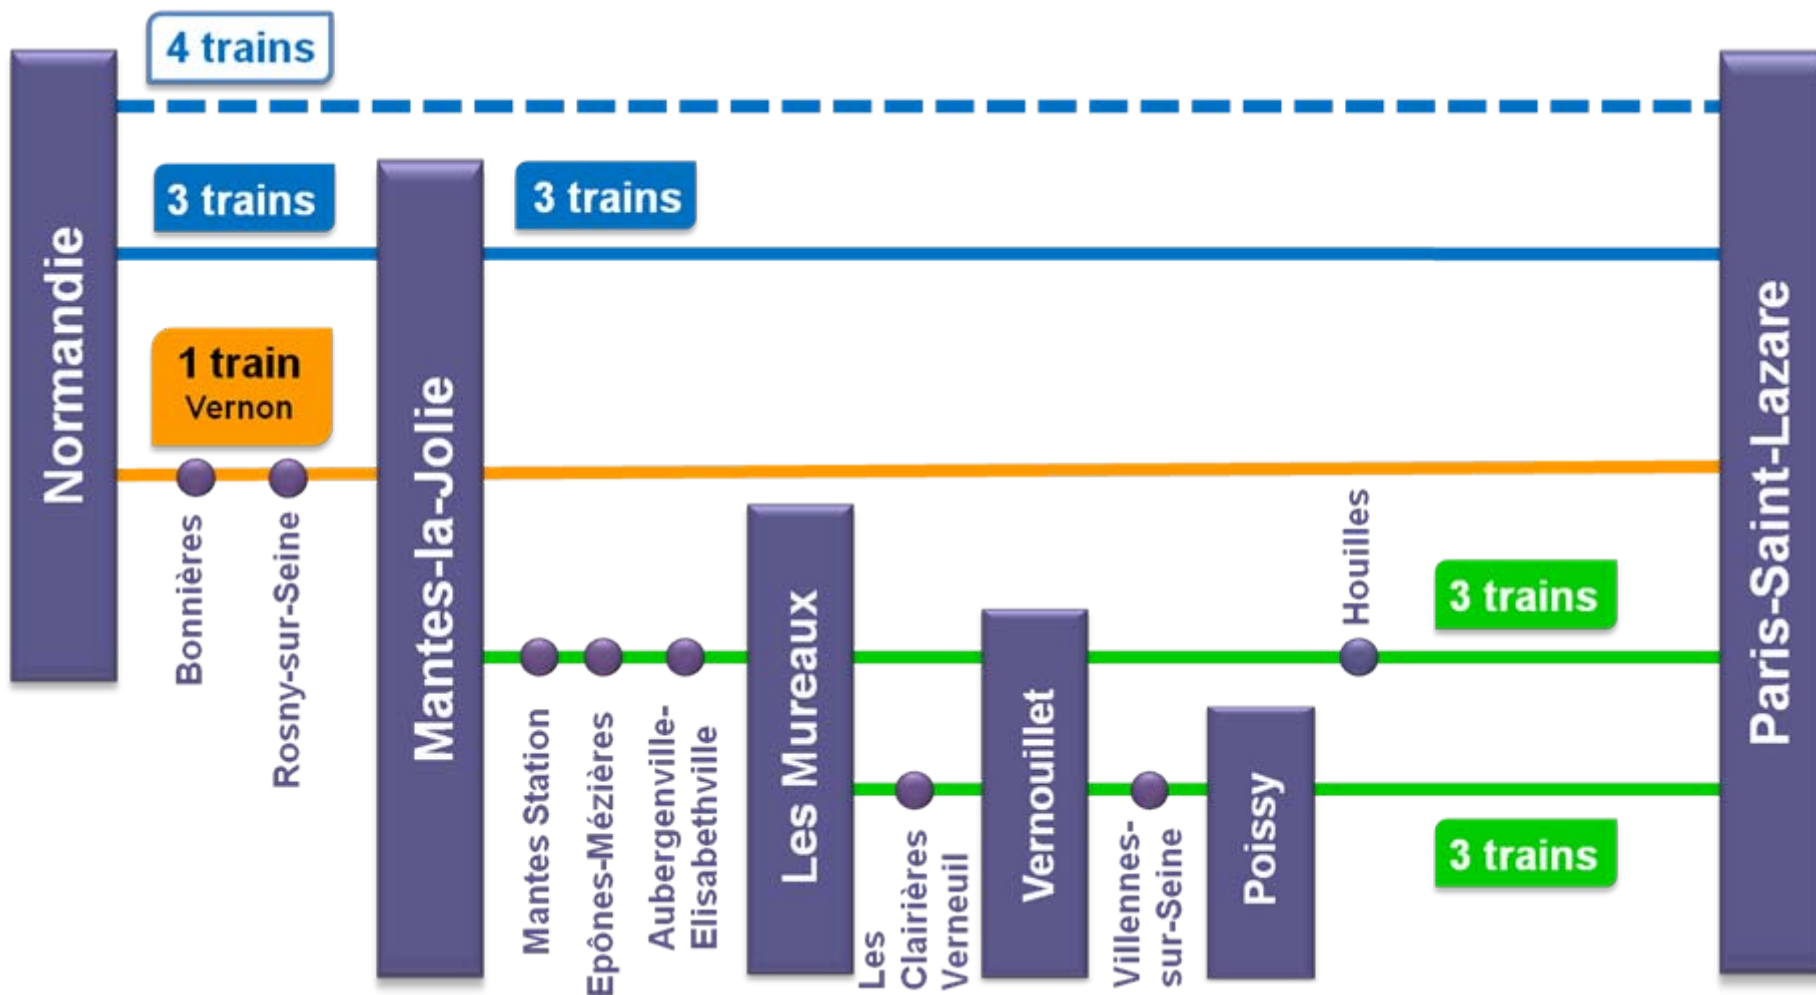 4 trains
3 trains
3 trains
Normandie
1 train
Vernon
Mantes-la-Jolie
Paris-Saint-Lazare
Bonnières
Rosny-sur-Seine
Houilles
3 trains
Les Mureaux
Vernouillet
Poissy
Mantes Station
Epônes-Mézières
Aubergenville-
Elisabethville
Les
Clairières
Verneuil
Villennes-
sur-Seine
3 trains